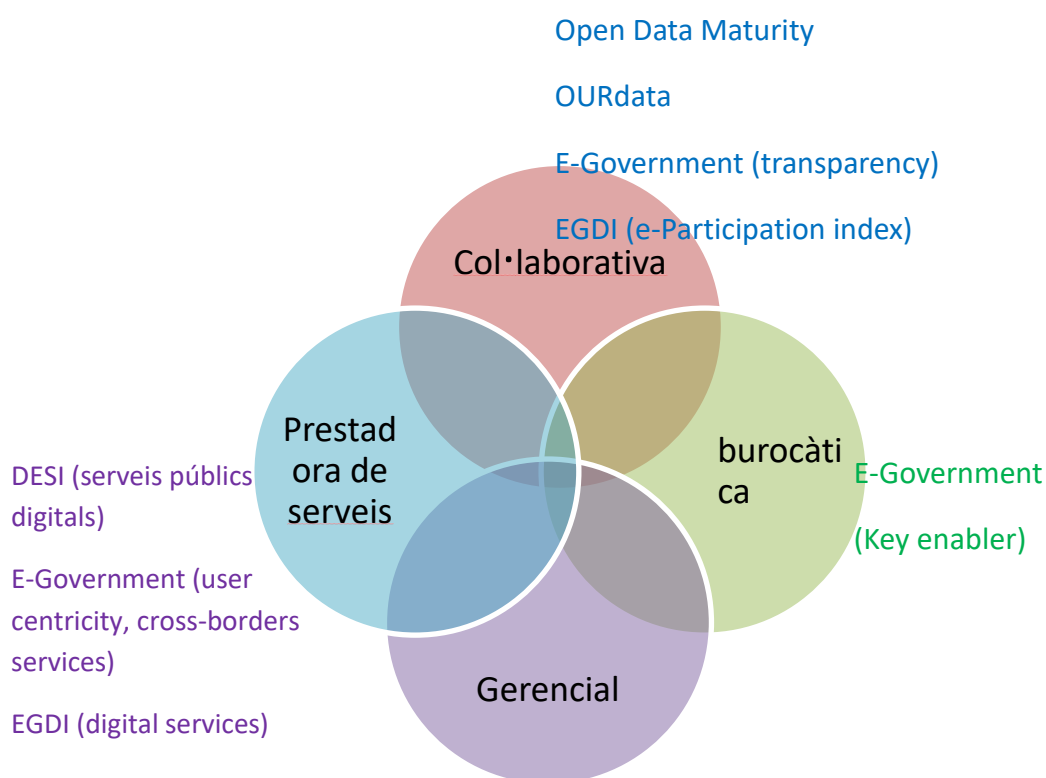 Open Data Maturity
OURdata
E-Government (transparency)
EGDI (e-Participation index)
Col·laborativa
Prestad
ora de
serveis
burocàti
ca
Gerencial
DESI (serveis públics
digitals)
E-Government (user
centricity, cross-borders
services)
EGDI (digital services)
E-Government
(Key enabler)